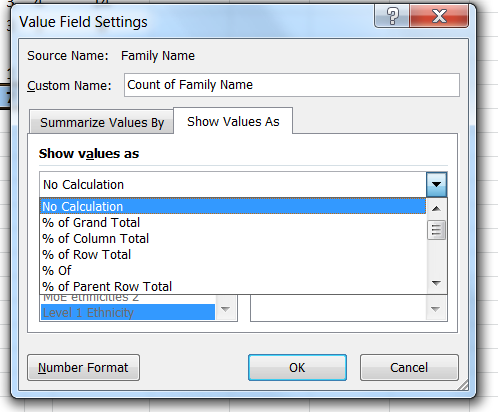 Value Field Settings
Source Name: Family Name
Custom Name: Count of Family Name
Summarize Values By
Show Values As
Show values as
No Calculation
No Calculation
% of Grand Total
% of Column Total
% of Row Total
% Of
% of Parent Row Total
MoE ethnicities 2
Level 1 Ethnicity
Number Format
OK
Cancel